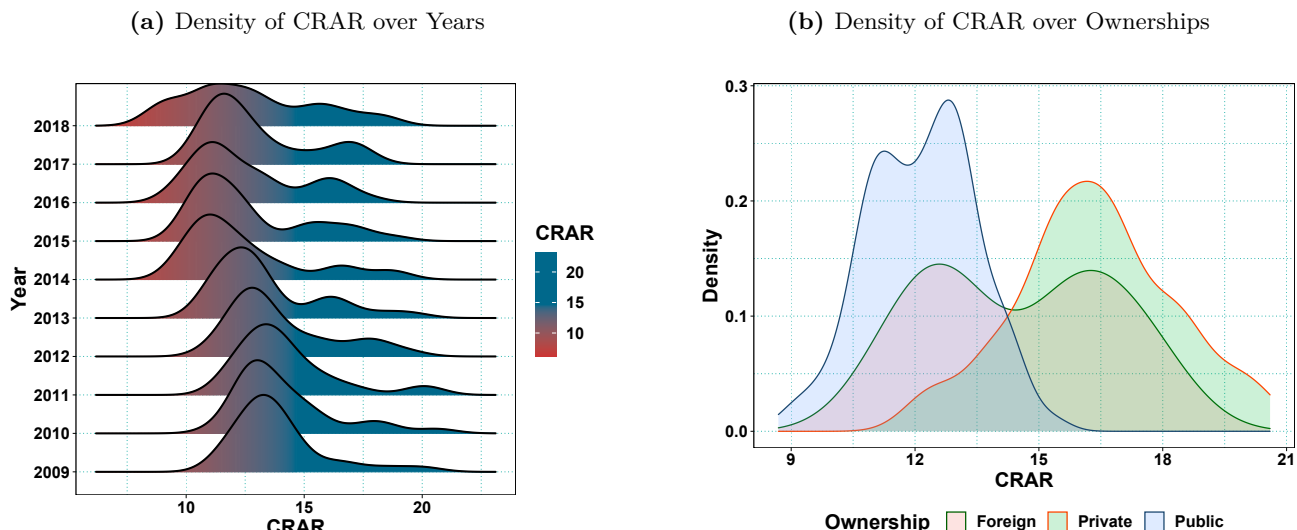 (a) Density of CRAR over Years
2018
2017
2016
2015
2014
2013
2012
2011
2010
2009
Year
10 15 20
CRAR
CRAR
20
15
10
(b) Density of CRAR over Ownerships
0.3
0.2
0.1
0.0
Density
9 12 15 18 21
CRAR
Ownership Foreign Private Public